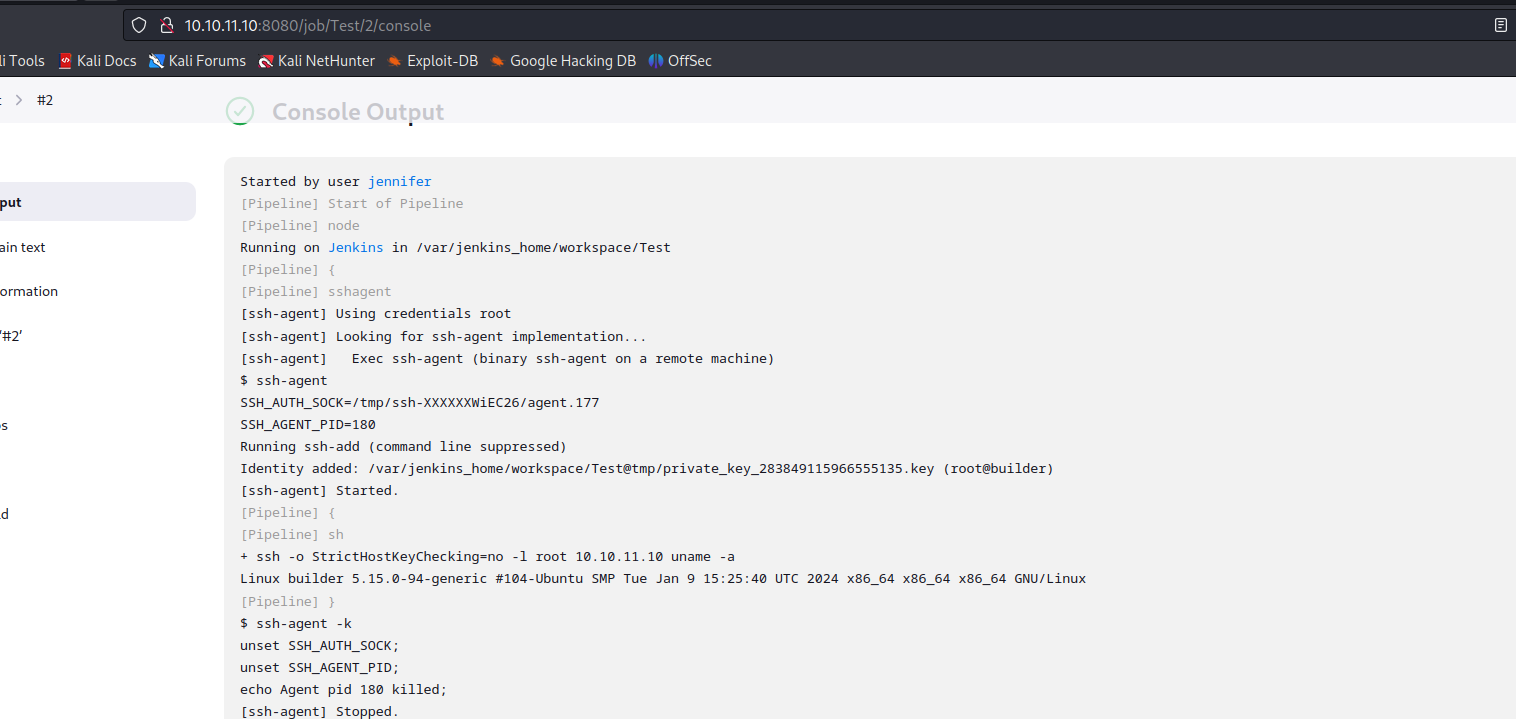 10.10.11.10:8080/job/Test/2/console
li Tools Kali Docs Kali Forums Kali NetHunter Exploit-DB Google Hacking DB OffSec
#2
Console Output
Started by user jennifer
[Pipeline] Start of Pipeline
put
[Pipeline] node
ain text
Running on Jenkins in /var/jenkins_home/workspace/Test
[Pipeline] {
ormation
[Pipeline] sshagent
[ssh-agent] Using credentials root
'#2'
[ssh-agent] Looking for ssh-agent implementation...
[ssh-agent]   Exec ssh-agent (binary ssh-agent on a remote machine)
$ ssh-agent
SSH_AUTH_SOCK=/tmp/ssh-XXXXXXWiEC26/agent.177
s
SSH_AGENT_PID=180
Running ssh-add (command line suppressed)
Identity added: /var/jenkins_home/workspace/Test@tmp/private_key_283849115966555135.key (root@builder)
[ssh-agent] Started.
d
[Pipeline] {
[Pipeline] sh
+ ssh -o StrictHostKeyChecking=no -l root 10.10.11.10 uname -a
Linux builder 5.15.0-94-generic #104-Ubuntu SMP Tue Jan 9 15:25:40 UTC 2024 x86_64 x86_64 x86_64 GNU/Linux
[Pipeline] }
$ ssh-agent -k
unset SSH_AUTH_SOCK;
unset SSH_AGENT_PID;
echo Agent pid 180 killed;
[ssh-agent] Stopped.